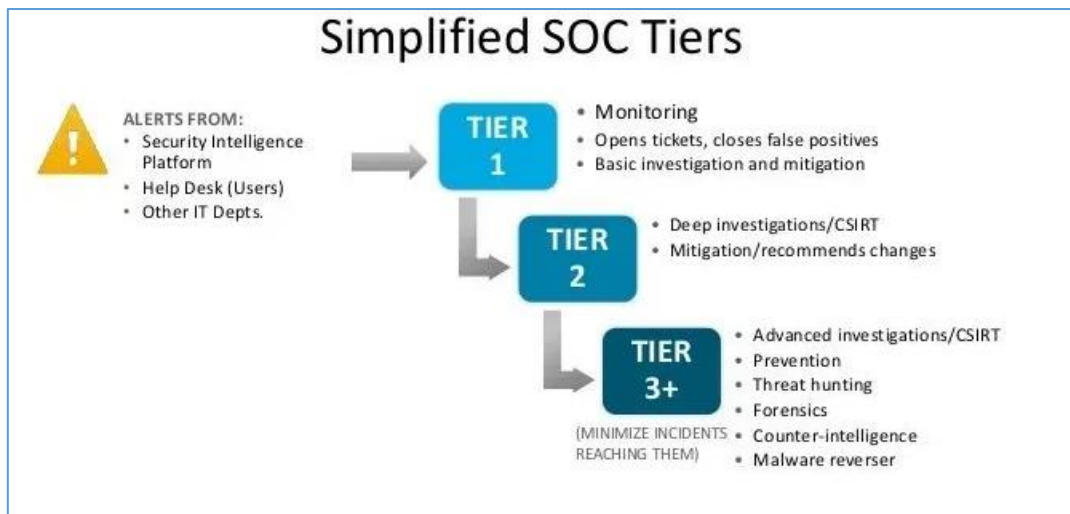 Simplified SOC Tiers
!
ALERTS FROM:
• Security Intelligence
Platform
• Help Desk (Users)
• Other IT Depts.
TIER
1
• Monitoring
• Opens tickets, closes false positives
• Basic investigation and mitigation
TIER
2
• Deep investigations/CSIRT
• Mitigation/recommends changes
TIER
3+
(MINIMIZE INCIDENTS
REACHING THEM)
• Advanced investigations/CSIRT
• Prevention
• Threat hunting
• Forensics
• Counter-intelligence
• Malware reverser